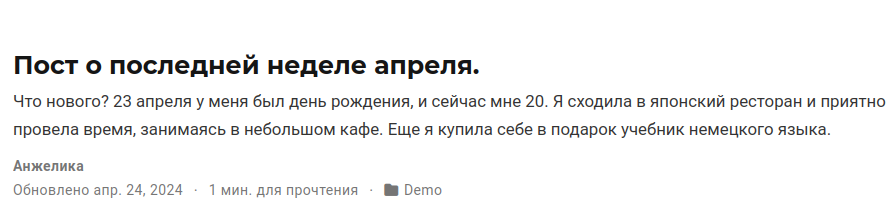 Пост о последней неделе апреля.
Что нового? 23 апреля у меня был день рождения, и сейчас мне 20. Я сходила в японский ресторан и приятно
провела время, занимаясь в небольшом кафе. Еще я купила себе в подарок учебник немецкого языка.
Анжелика
Обновлено апр. 24, 2024 · 1 мин. для прочтения · Demo